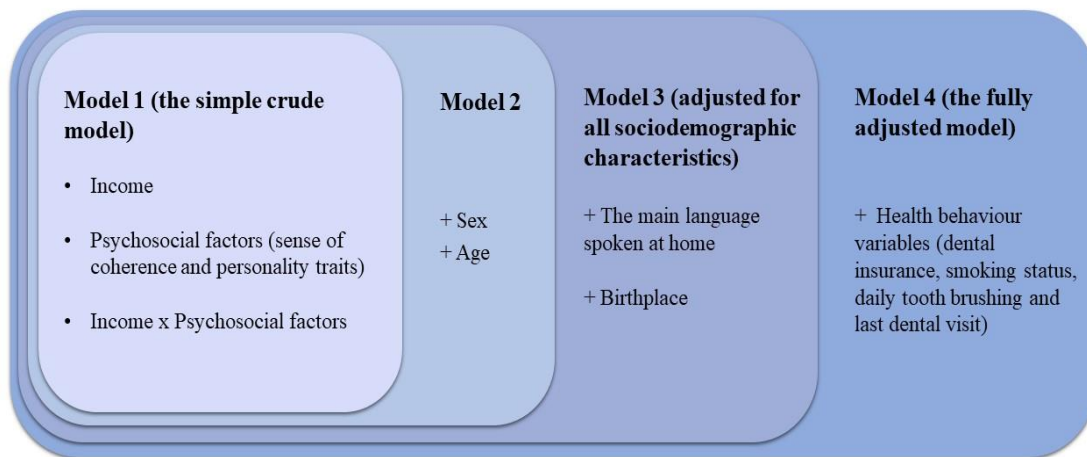 Model 1 (the simple crude
model)
• Income
• Psychosocial factors (sense of
coherence and personality traits)
• Income x Psychosocial factors
Model 2
+ Sex
+ Age
Model 3 (adjusted for
all sociodemographic
characteristics)
+ The main language
spoken at home
+ Birthplace
Model 4 (the fully
adjusted model)
+ Health behaviour
variables (dental
insurance, smoking status,
daily tooth brushing and
last dental visit)